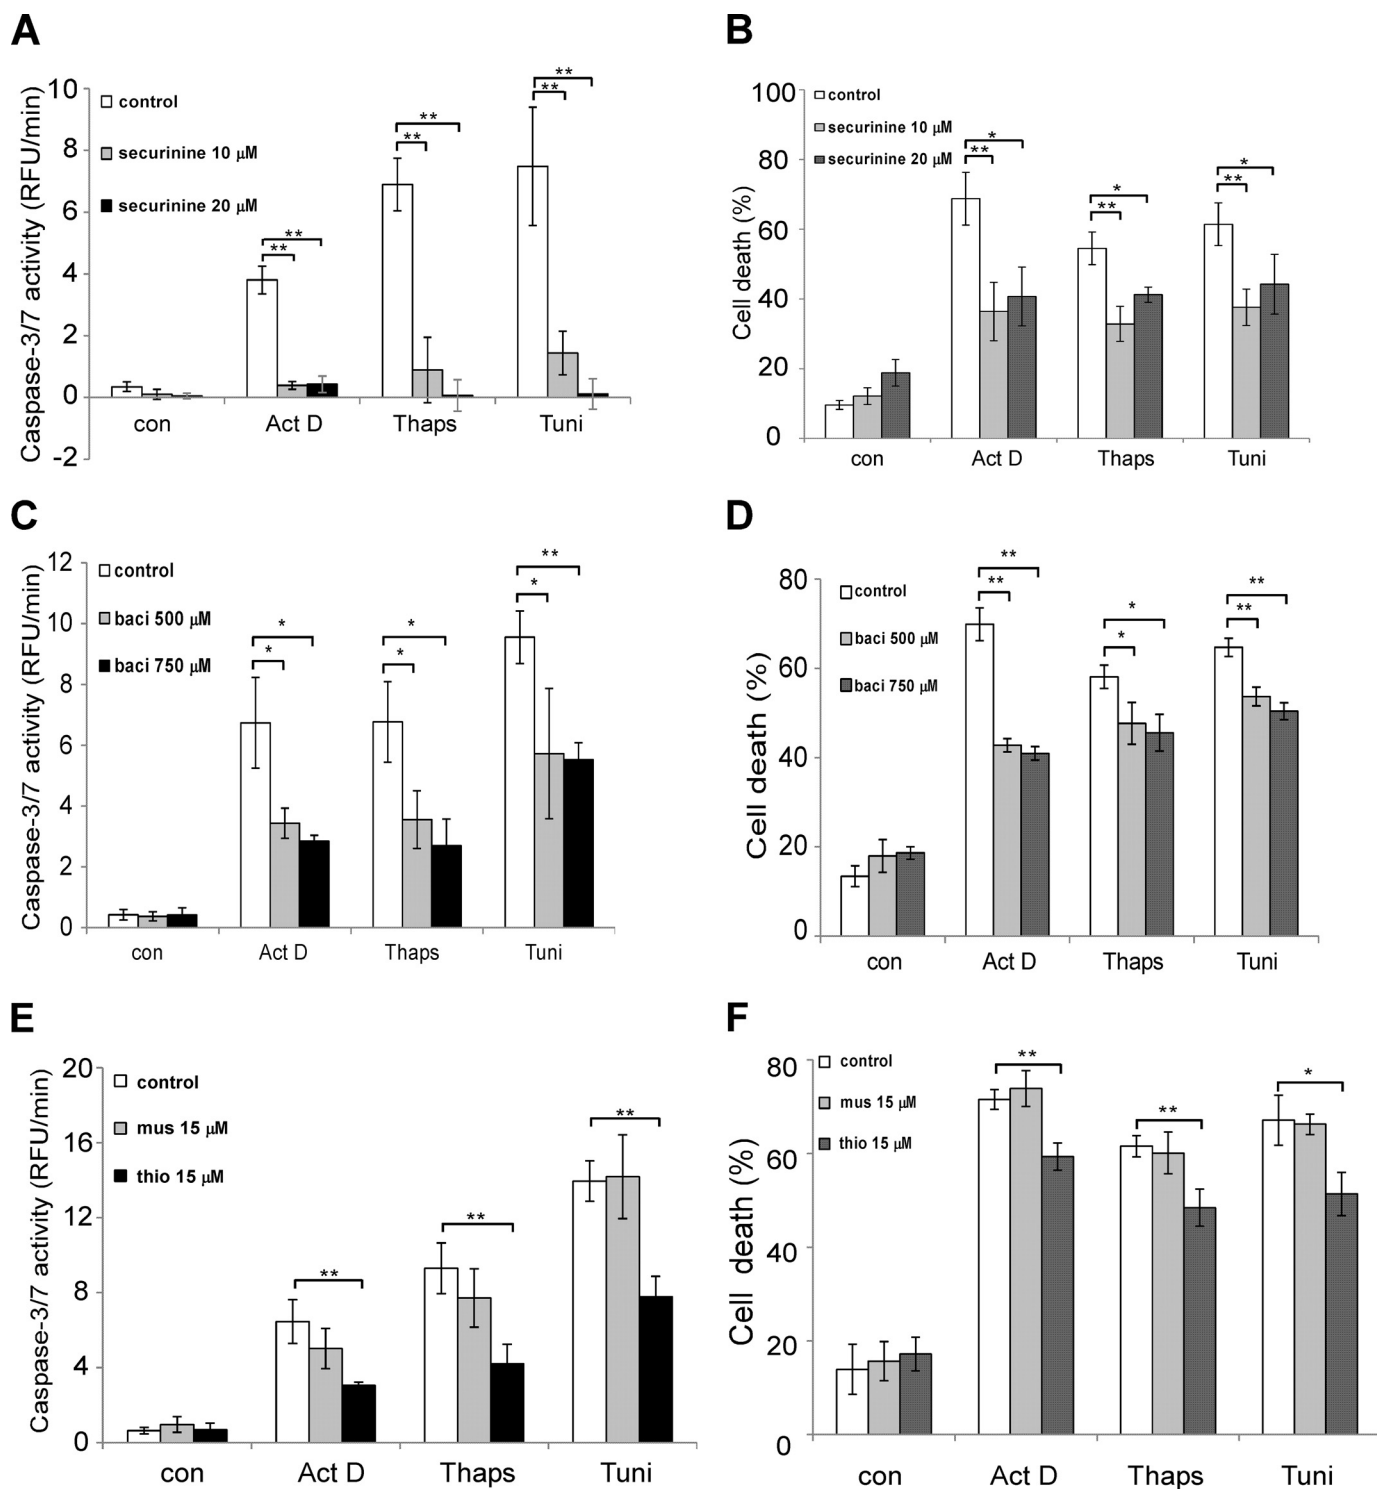 A
Caspase-3/7 activity (RFU/min)
10
8
6
4
2
0
-2
control
securinine 10 µM
securinine 20 µM
**
**
**
**
**
**
con
Act D
Thaps
Tuni
B
Cell death (%)
100
80
60
40
20
0
control
securinine 10 µM
securinine 20 µM
*
**
*
**
*
**
con
Act D
Thaps
Tuni
C
Caspase-3/7 activity (RFU/min)
12
10
8
6
4
2
0
control
baci 500 µM
baci 750 µM
*
*
*
*
**
*
con
Act D
Thaps
Tuni
D
Cell death (%)
80
60
40
20
0
control
baci 500 µM
baci 750 µM
**
**
*
*
**
**
con
Act D
Thaps
Tuni
E
Caspase-3/7 activity (RFU/min)
20
16
12
8
4
0
control
mus 15 µM
thio 15 µM
**
**
**
con
Act D
Thaps
Tuni
F
Cell death (%)
80
60
40
20
0
control
mus 15 µM
thio 15 µM
**
**
*
con
Act D
Thaps
Tuni